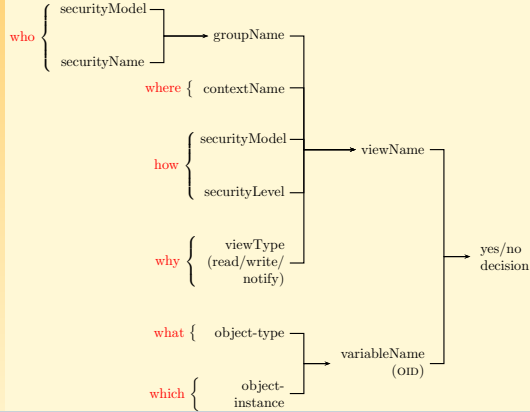 securityModel
who
securityName
groupName
where { contextName
securityModel
how
securityLevel
viewName
viewType
why (read/write/
notify)
yes/no
decision
what { object-type
variableName
(OID)
which object-
instance